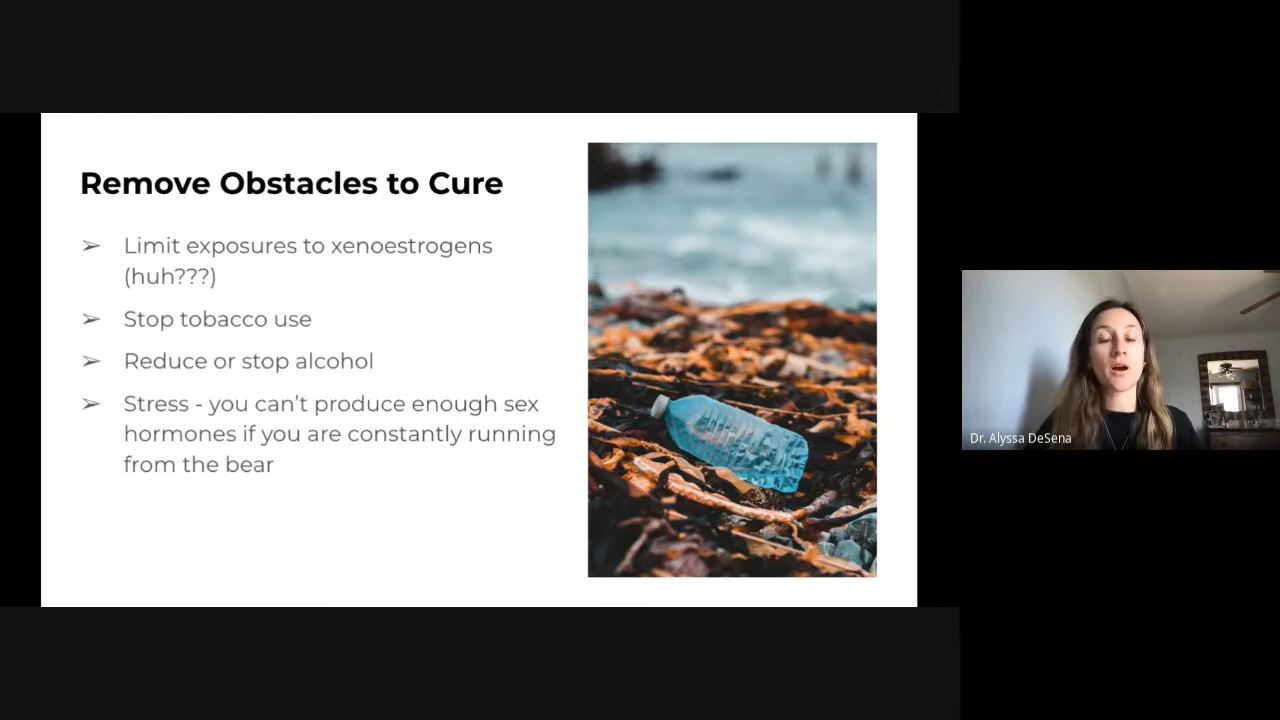 Remove Obstacles to Cure
➢ Limit exposures to xenoestrogens
(huh???)
➢ Stop tobacco use
➢ Reduce or stop alcohol
➢ Stress - you can't produce enough sex
hormones if you are constantly running
from the bear
Dr. Alyssa DeSena